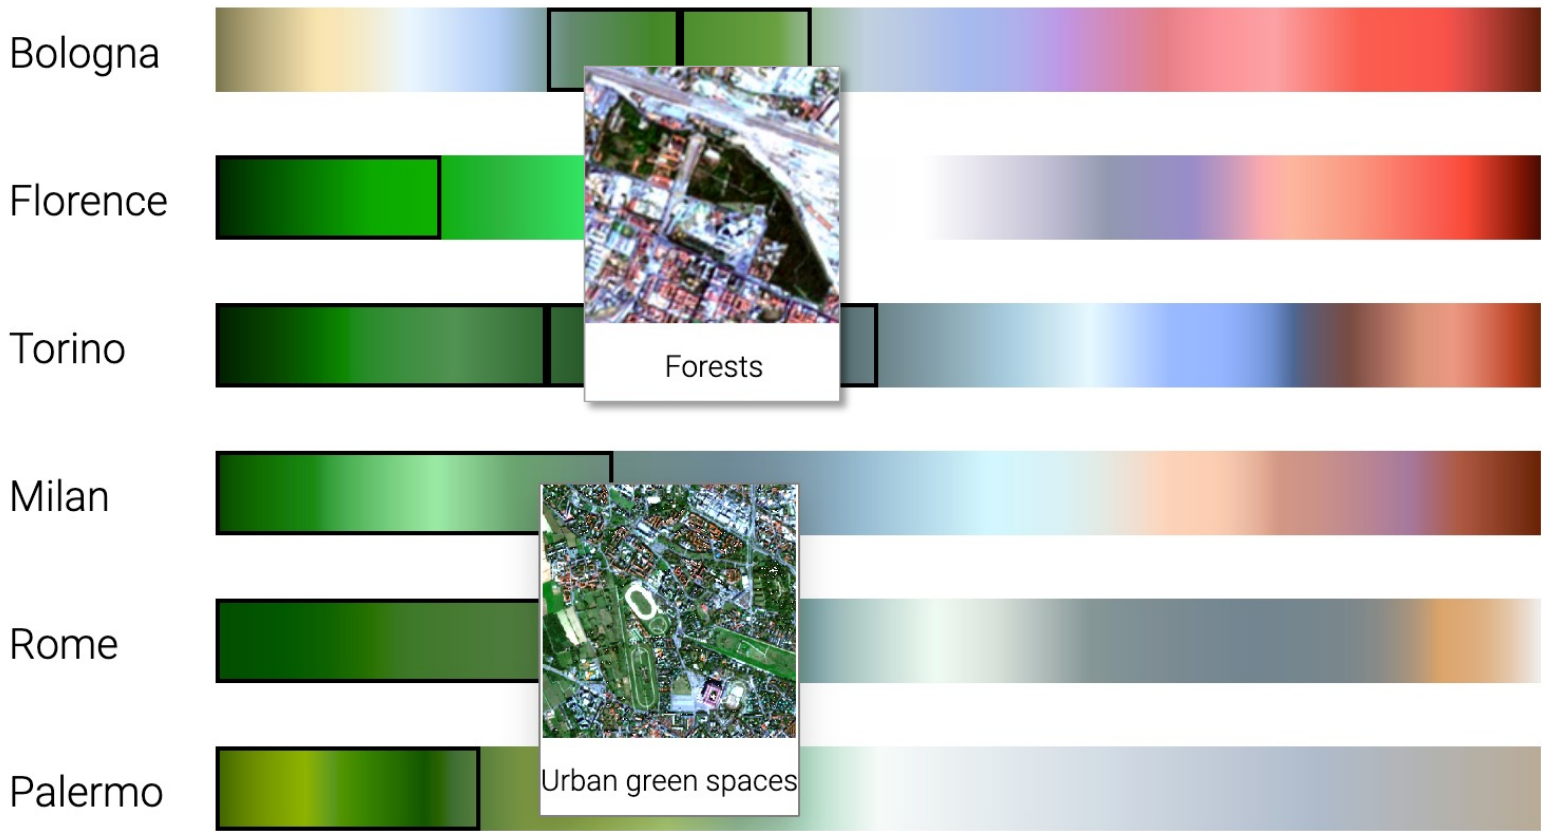 Bologna
Florence
Torino
Forests
Milan
Rome
Urban green spaces
Palermo